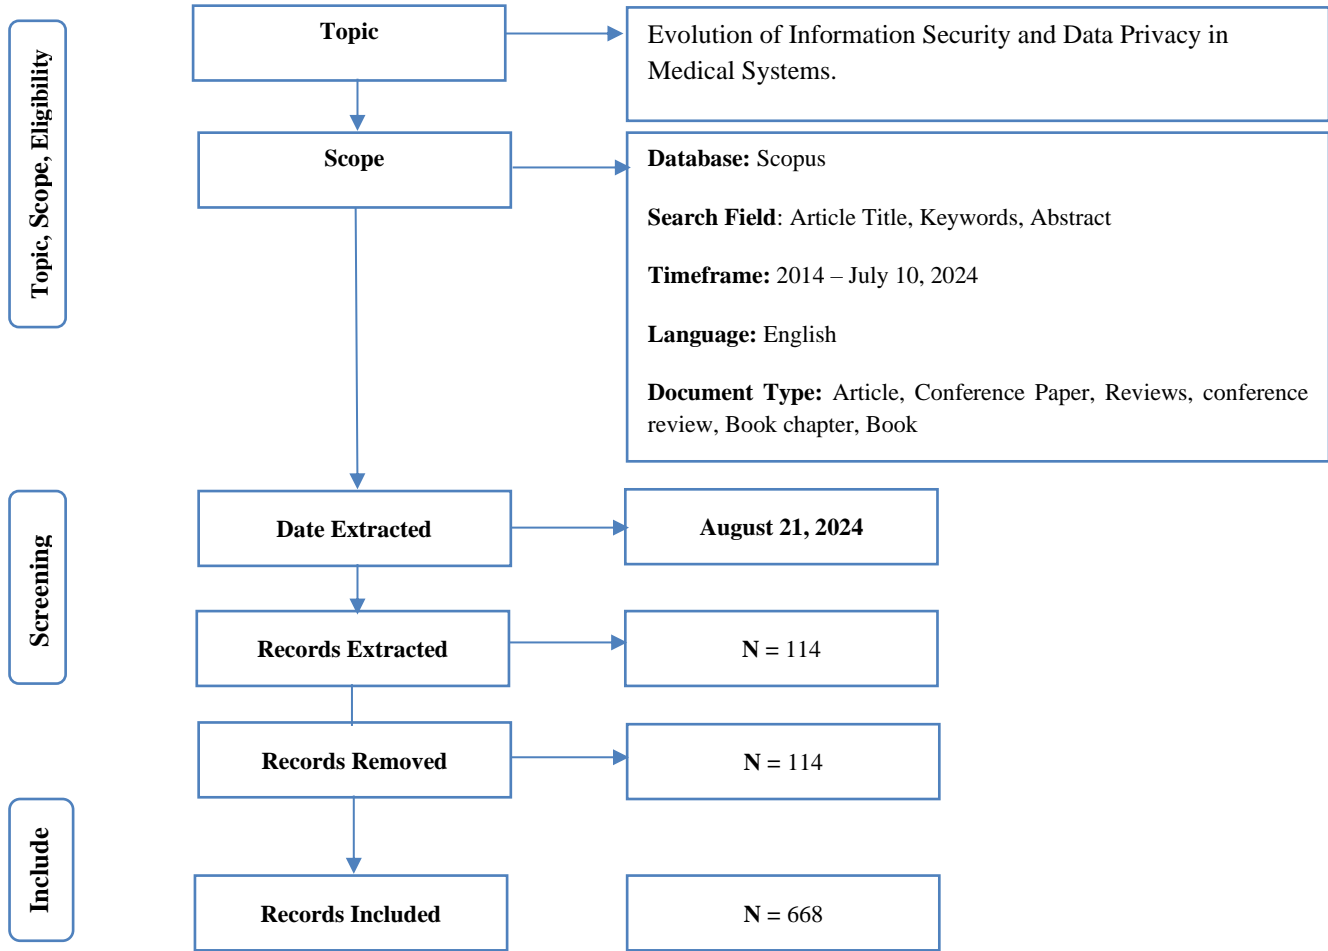 Topic, Scope, Eligibility
Topic
Evolution of Information Security and Data Privacy in
Medical Systems.
Scope
Database: Scopus
Search Field: Article Title, Keywords, Abstract
Timeframe: 2014 – July 10, 2024
Language: English
Document Type: Article, Conference Paper, Reviews, conference
review, Book chapter, Book
Screening
Date Extracted
August 21, 2024
Records Extracted
N = 114
Records Removed
N = 114
Include
Records Included
N = 668